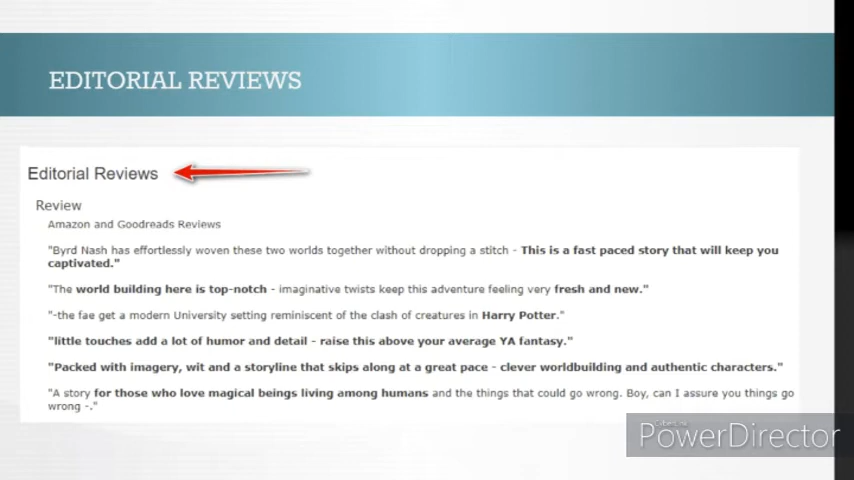 EDITORIAL REVIEWS
Editorial Reviews
Review
Amazon and Goodreads Reviews
"Byrd Nash has effortlessly woven these two worlds together without dropping a stitch - This is a fast paced story that will keep you
captivated."
"The world building here is top-notch - imaginative twists keep this adventure feeling very fresh and new."
"-the fae get a modern University setting reminiscent of the clash of creatures in Harry Potter."
"little touches add a lot of humor and detail - raise this above your average YA fantasy."
"Packed with imagery, wit and a storyline that skips along at a great pace - clever worldbuilding and authentic characters."
"A story for those who love magical beings living among humans and the things that could go wrong. Boy, can I assure you things go
wrong -."
PowerDirector